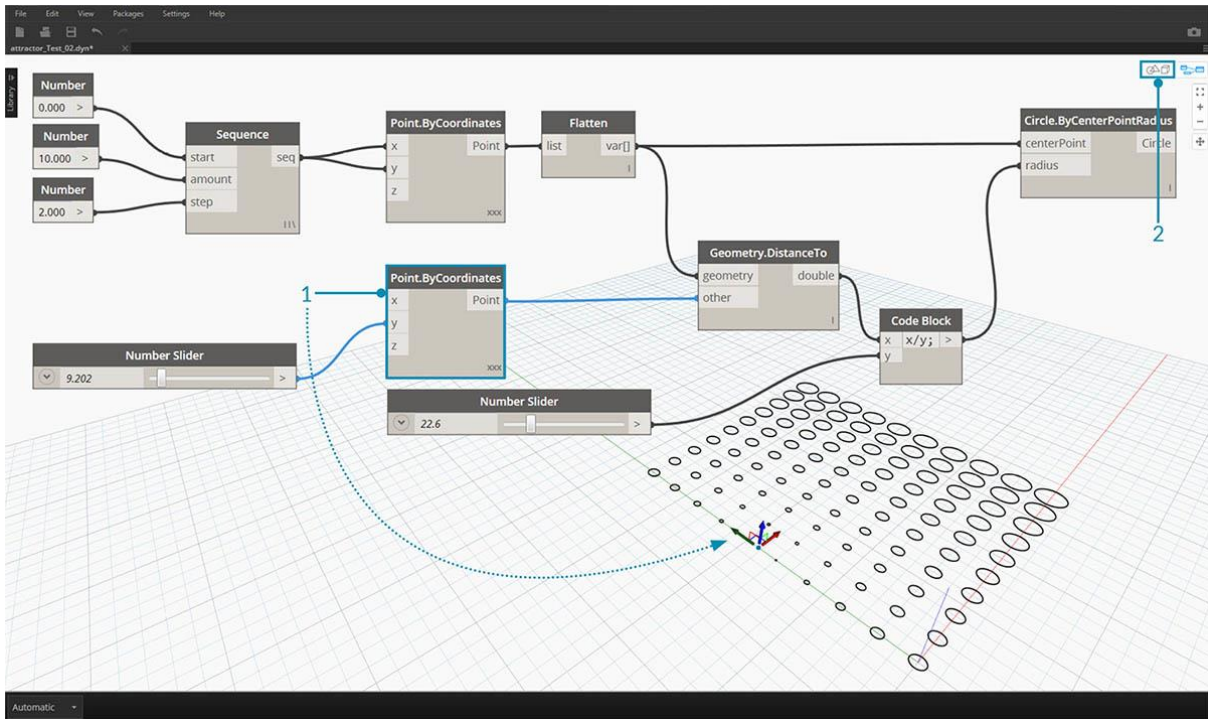 File Edit View Packages Settings Help
attractor_Test_02.dyn*
Library
Number
0.000 >
Number
10.000 >
Number
2.000 >
Sequence
start seq
amount
step
Point.ByCoordinates
x Point
y
z
xxx
Flatten
list var[]
Circle.ByCenterPointRadius
centerPoint Circle
radius
2
Geometry.DistanceTo
geometry double
other
1
Point.ByCoordinates
x Point
y
z
xxx
Code Block
x x/y; >
y
Number Slider
9.202 >
Number Slider
22.6 >
Automatic